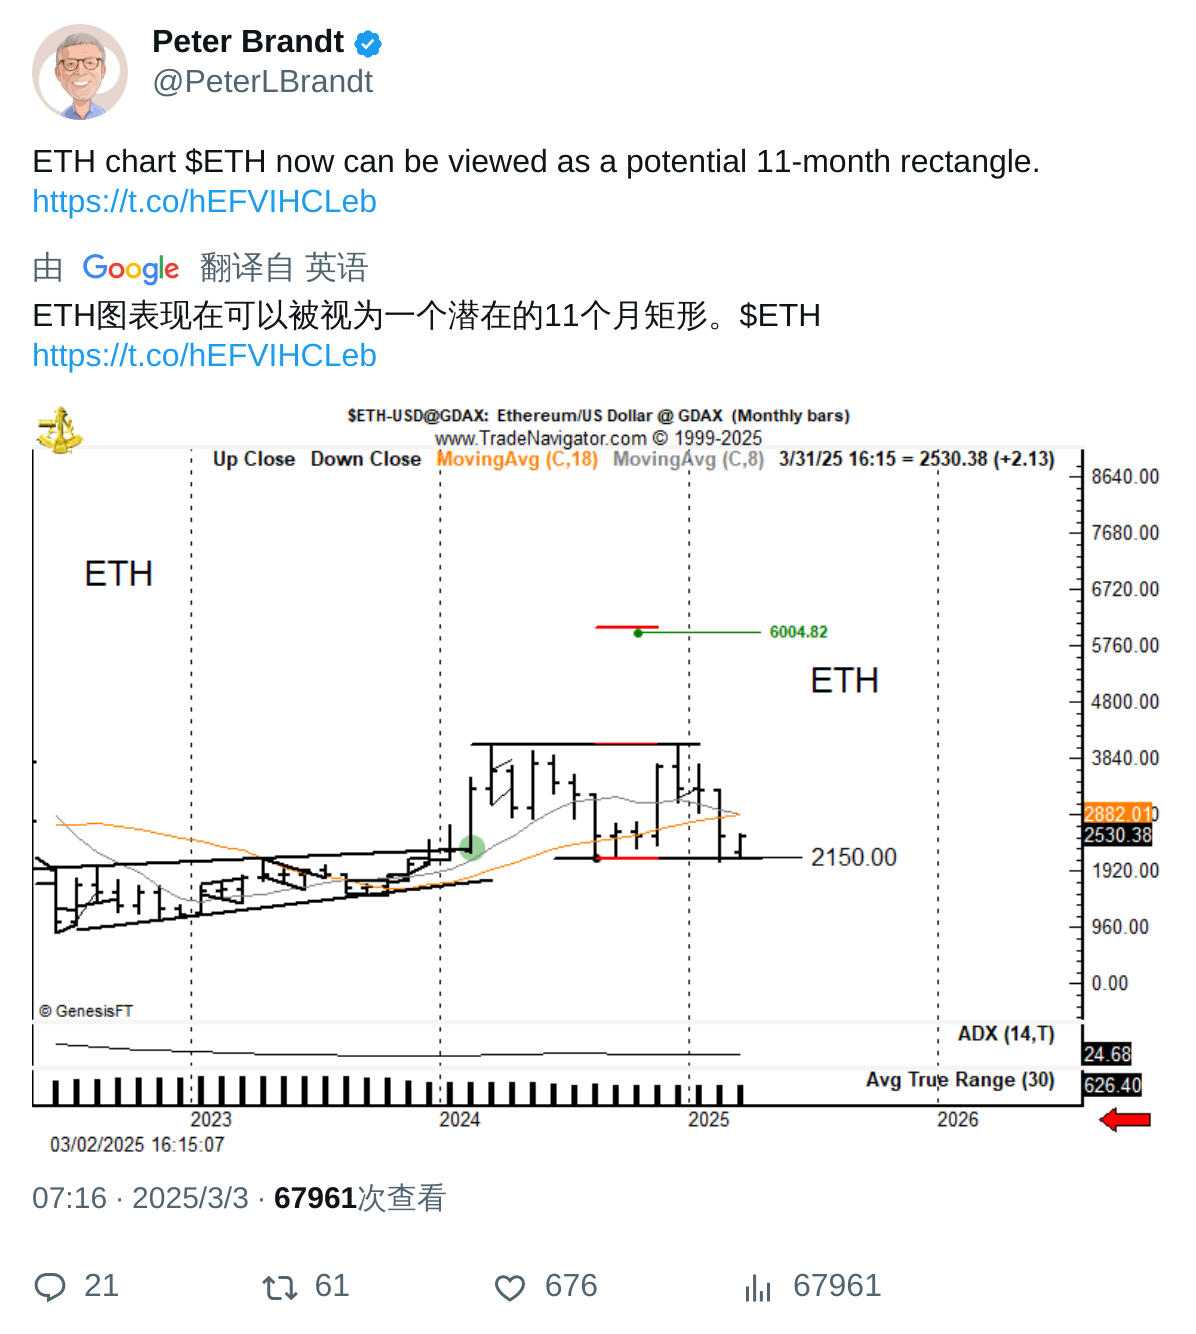 Peter Brandt
@PeterLBrandt
ETH chart $ETH now can be viewed as a potential 11-month rectangle.
https://t.co/hEFVIHCLeb
由 Google 翻译自 英语
ETH图表现在可以被视为一个潜在的11个月矩形。$ETH
https://t.co/hEFVIHCLeb
$ETH-USD@GDAX: Ethereum/US Dollar @ GDAX (Monthly bars)
www.TradeNavigator.com © 1999-2025
Up Close Down Close MovingAvg (C,18) MovingAvg (C,8) 3/31/25 16:15 = 2530.38 (+2.13)
8640.00
7680.00
ETH
6720.00
6004.82
5760.00
ETH
4800.00
3840.00
2882.01
2530.38
2150.00
1920.00
960.00
0.00
© GenesisFT
ADX (14,T)
24.68
Avg True Range (30)
626.40
2023 2024 2025 2026
03/02/2025 16:15:07
07:16 · 2025/3/3 · 67961次查看
21 61 676 67961